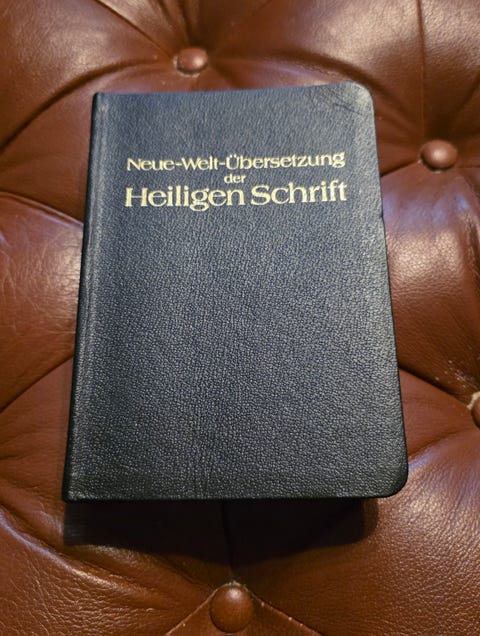 Neue-Welt-Übersetzung
der
Heiligen Schrift